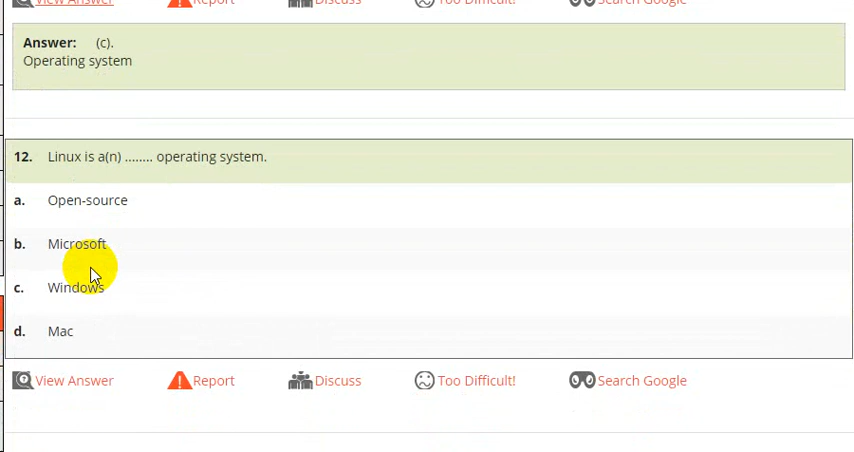 View Answer Report Discuss Too Difficult! Search Google
Answer: (c).
Operating system
12. Linux is a(n) ........ operating system.
a. Open-source
b. Microsoft
c. Windows
d. Mac
View Answer Report Discuss Too Difficult! Search Google